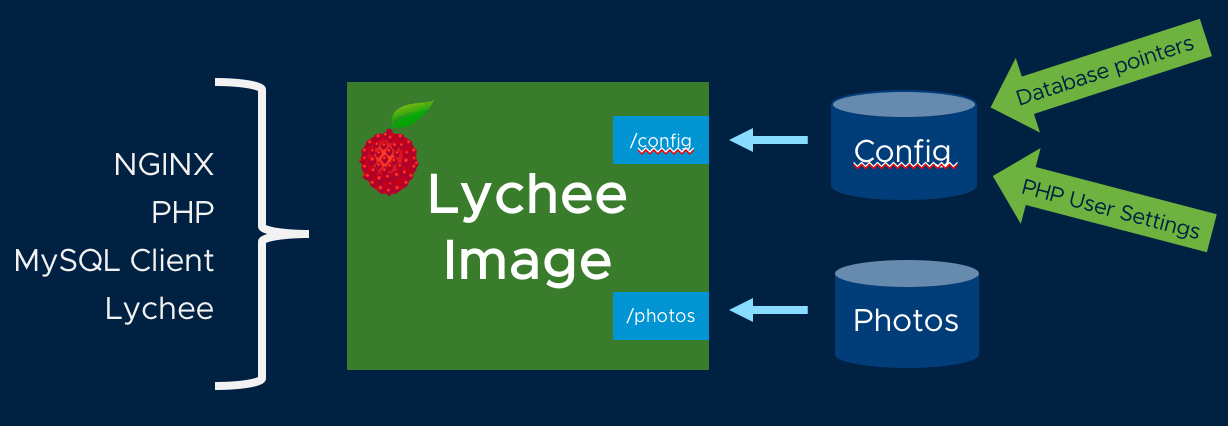 NGINX
PHP
MySQL Client
Lychee
Lychee
Image
/config
/photos
Config
Photos
Database pointers
PHP User Settings